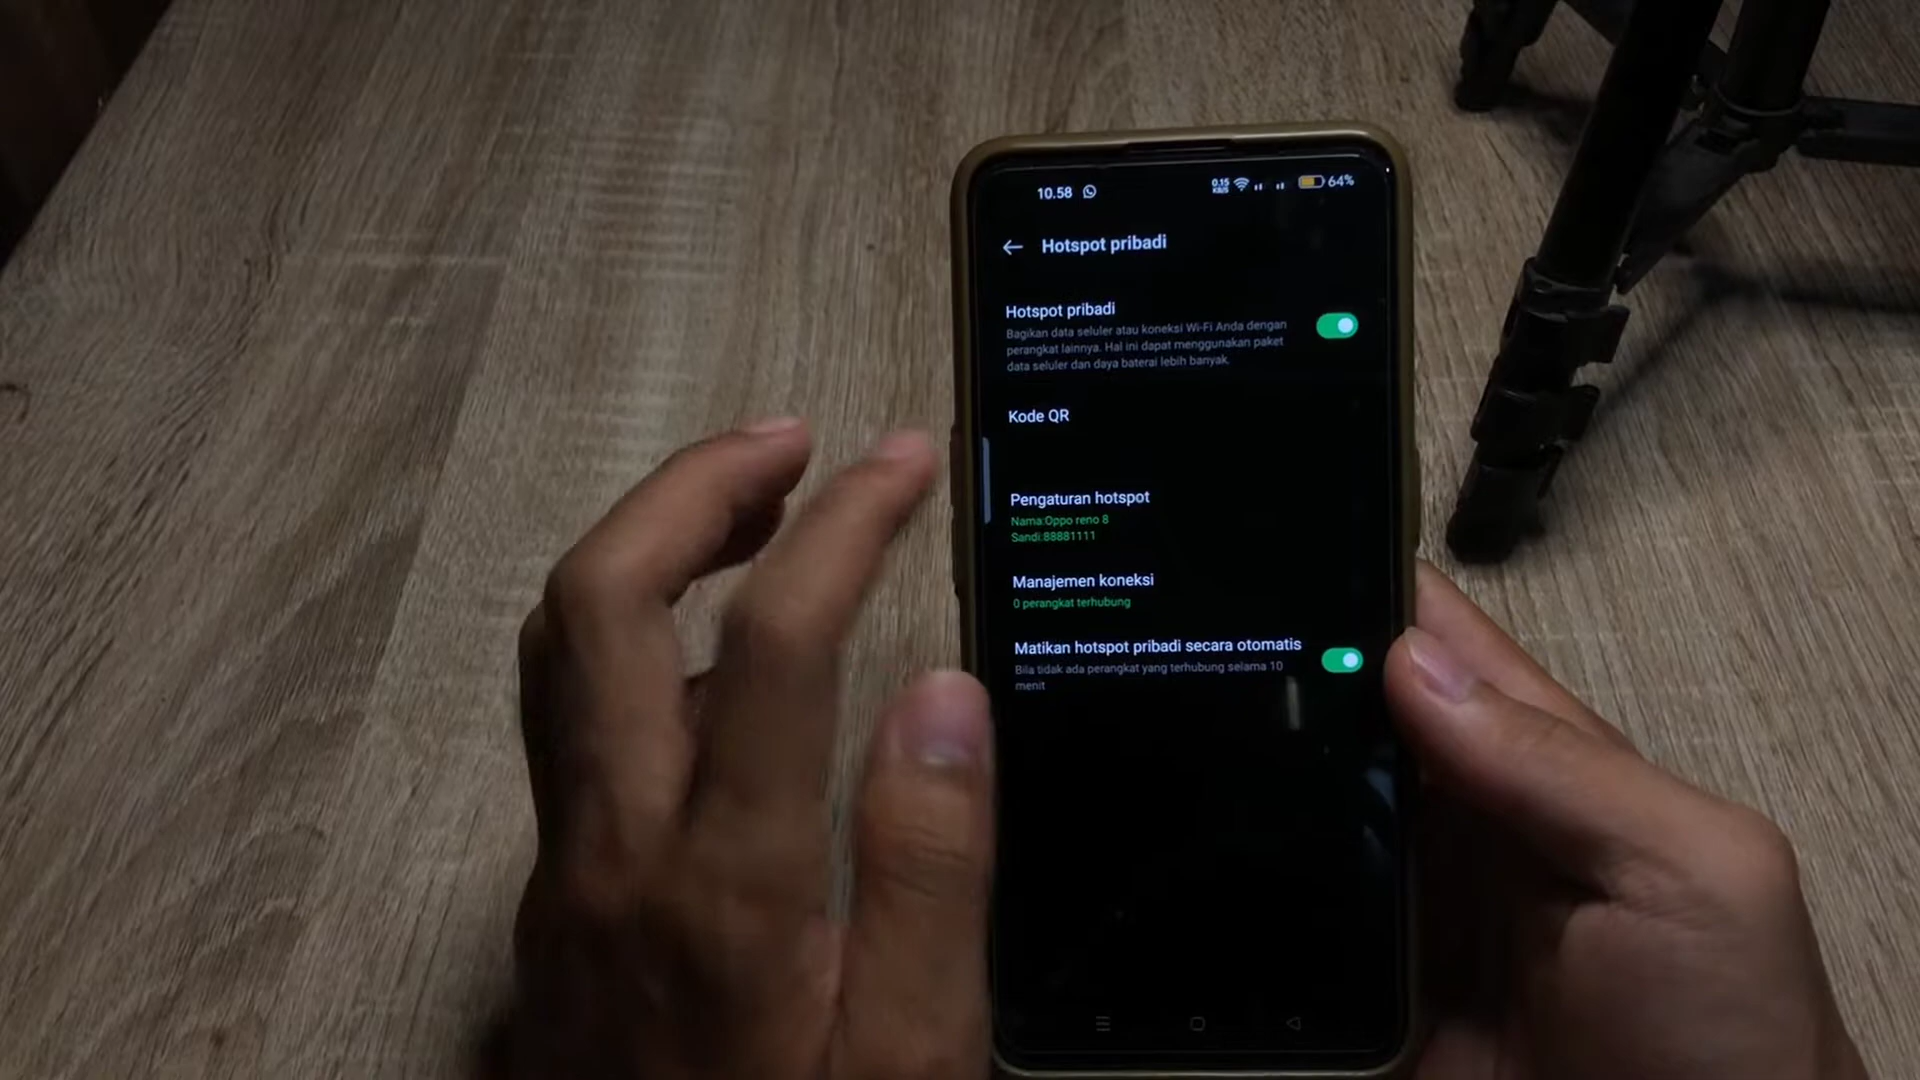 10.58
0.15 KB/S 64%
Hotspot pribadi
Hotspot pribadi
Bagikan data seluler atau koneksi Wi-Fi Anda dengan
perangkat lainnya. Hal ini dapat menggunakan paket
data seluler dan daya baterai lebih banyak.
Kode QR
Pengaturan hotspot
Nama:Oppo reno 8
Sandi:88881111
Manajemen koneksi
0 perangkat terhubung
Matikan hotspot pribadi secara otomatis
Bila tidak ada perangkat yang terhubung selama 10
menit